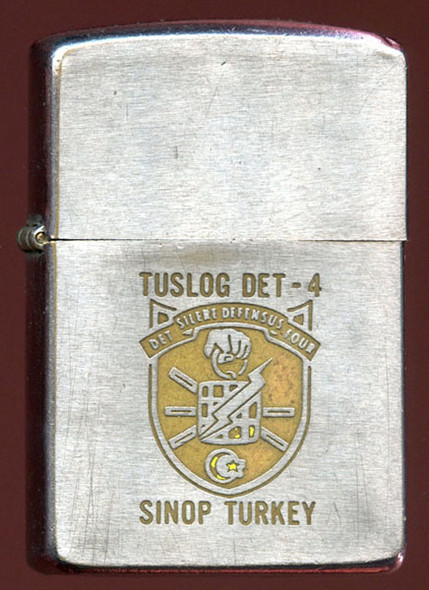 TUSLOG DET-4
DET SILERE DEFENSUS FOUR
SINOP TURKEY